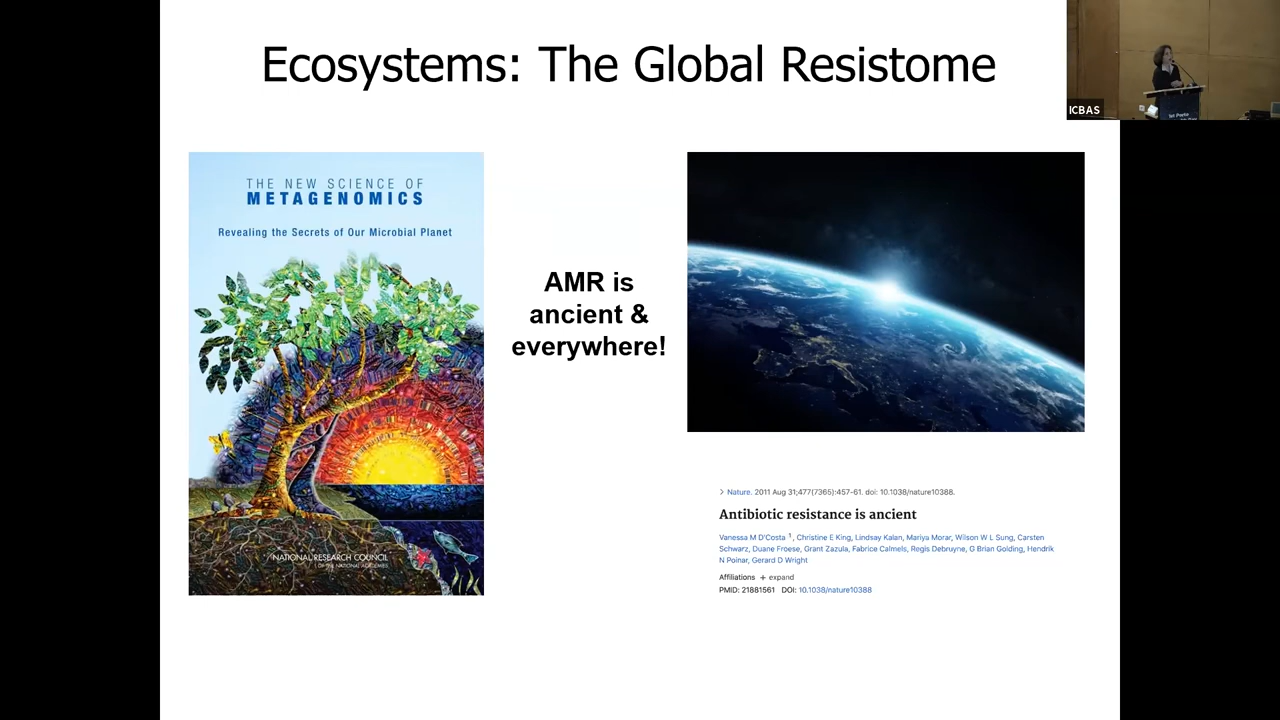 Ecosystems: The Global Resistome
ICBAS
THE NEW SCIENCE OF
METAGENOMICS
Revealing the Secrets of Our Microbial Planet
NATIONAL RESEARCH COUNCIL
OF THE NATIONAL ACADEMIES
AMR is
ancient &
everywhere!
> Nature. 2011 Aug 31;477(7365):457-61. doi: 10.1038/nature10388.
Antibiotic resistance is ancient
Vanessa M D'Costa 1, Christine E King, Lindsay Kalan, Mariya Morar, Wilson W L Sung, Carsten
Schwarz, Duane Froese, Grant Zazula, Fabrice Calmels, Regis Debruyne, G Brian Golding, Hendrik
N Poinar, Gerard D Wright
Affiliations + expand
PMID: 21881561 DOI: 10.1038/nature10388